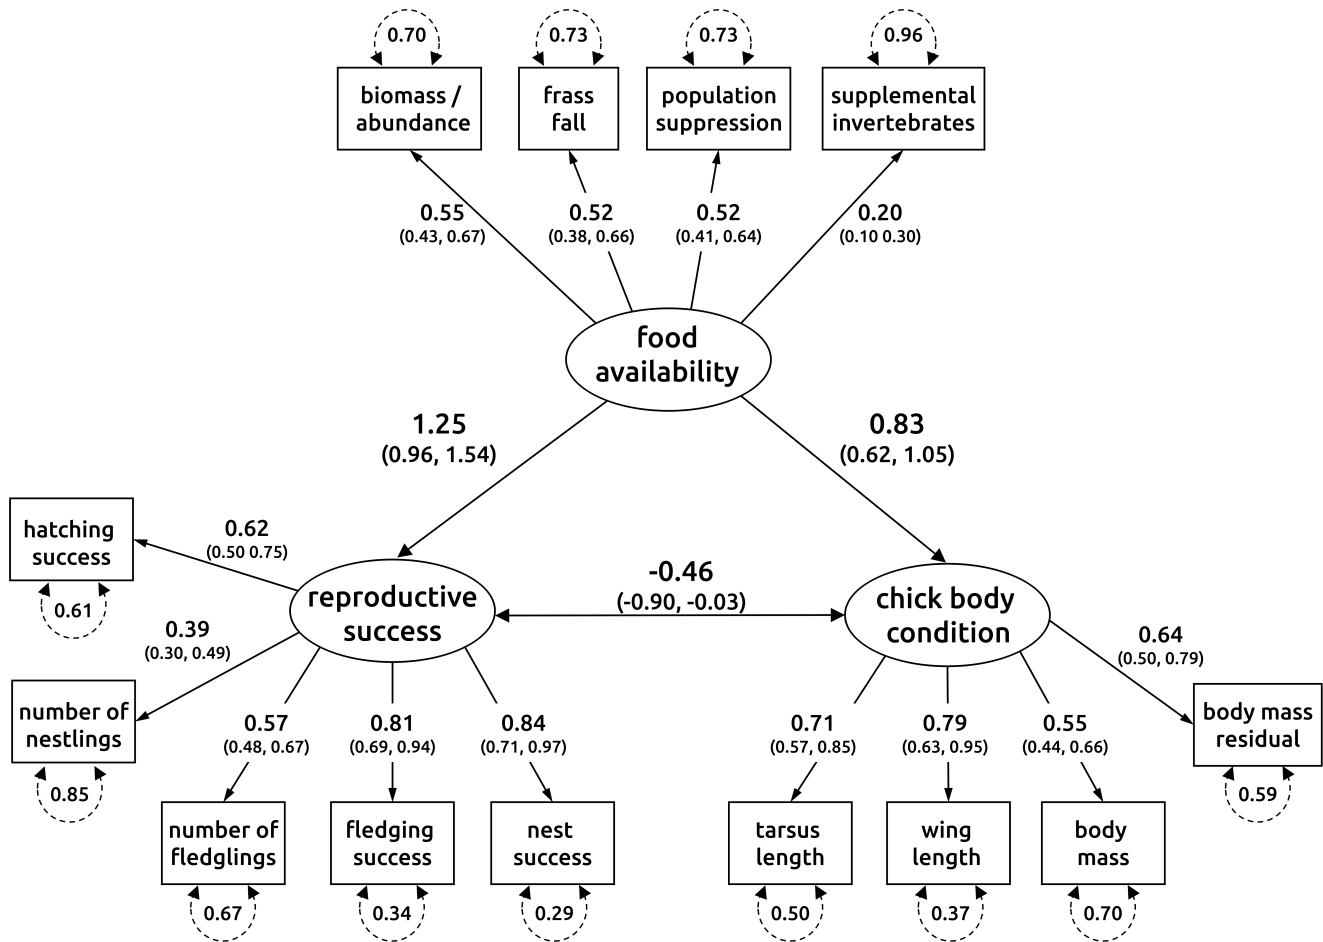 0.70
0.73
0.73
0.96
biomass /
abundance
frass
fall
population
suppression
supplemental
invertebrates
0.55
(0.43, 0.67)
0.52
(0.38, 0.66)
0.52
(0.41, 0.64)
0.20
(0.10 0.30)
food
availability
1.25
(0.96, 1.54)
0.83
(0.62, 1.05)
hatching
success
0.61
0.62
(0.50 0.75)
reproductive
success
-0.46
(-0.90, -0.03)
chick body
condition
0.39
(0.30, 0.49)
0.64
(0.50, 0.79)
number of
nestlings
0.85
body mass
residual
0.59
0.57
(0.48, 0.67)
0.81
(0.69, 0.94)
0.84
(0.71, 0.97)
0.71
(0.57, 0.85)
0.79
(0.63, 0.95)
0.55
(0.44, 0.66)
number of
fledglings
fledging
success
nest
success
tarsus
length
wing
length
body
mass
0.67
0.34
0.29
0.50
0.37
0.70